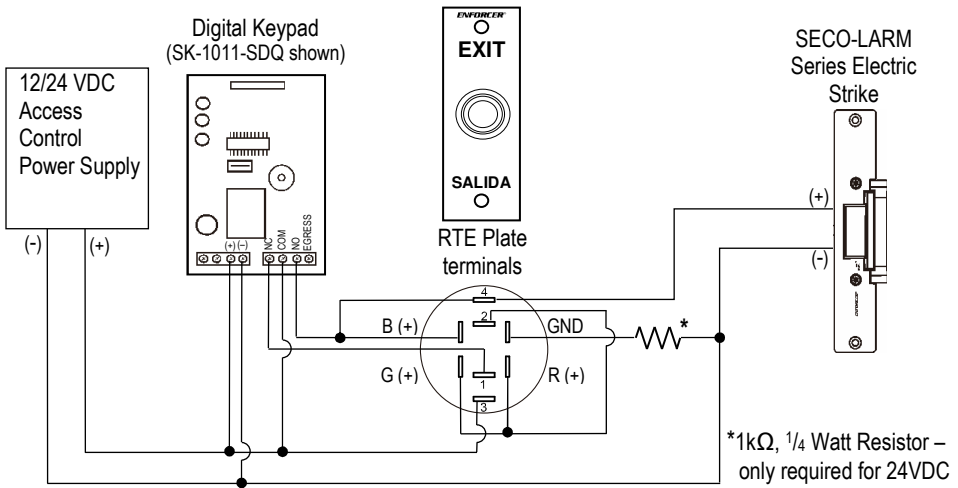 Digital Keypad
(SK-1011-SDQ shown)
12/24 VDC
Access
Control
Power Supply
(-)
(+)
(+)
(–)
NC
COM
NO
EGRESS
ENFORCER®
EXIT
SALIDA
RTE Plate
terminals
4
2
B (+)
GND
G (+)
R (+)
1
3
*
SECO-LARM
Series Electric
Strike
(+)
(-)
ENFORCER
*1kΩ, 1/4 Watt Resistor –
only required for 24VDC